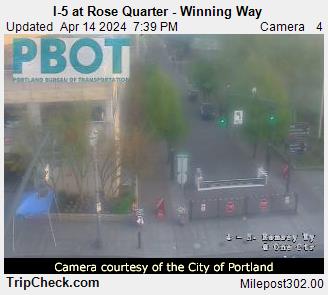 I-5 at Rose Quarter - Winning Way
Updated Apr 14 2024 7:39 PM Camera 4
PBOT
PORTLAND BUREAU OF TRANSPORTATION
Camera courtesy of the City of Portland
TripCheck.com Milepost302.00